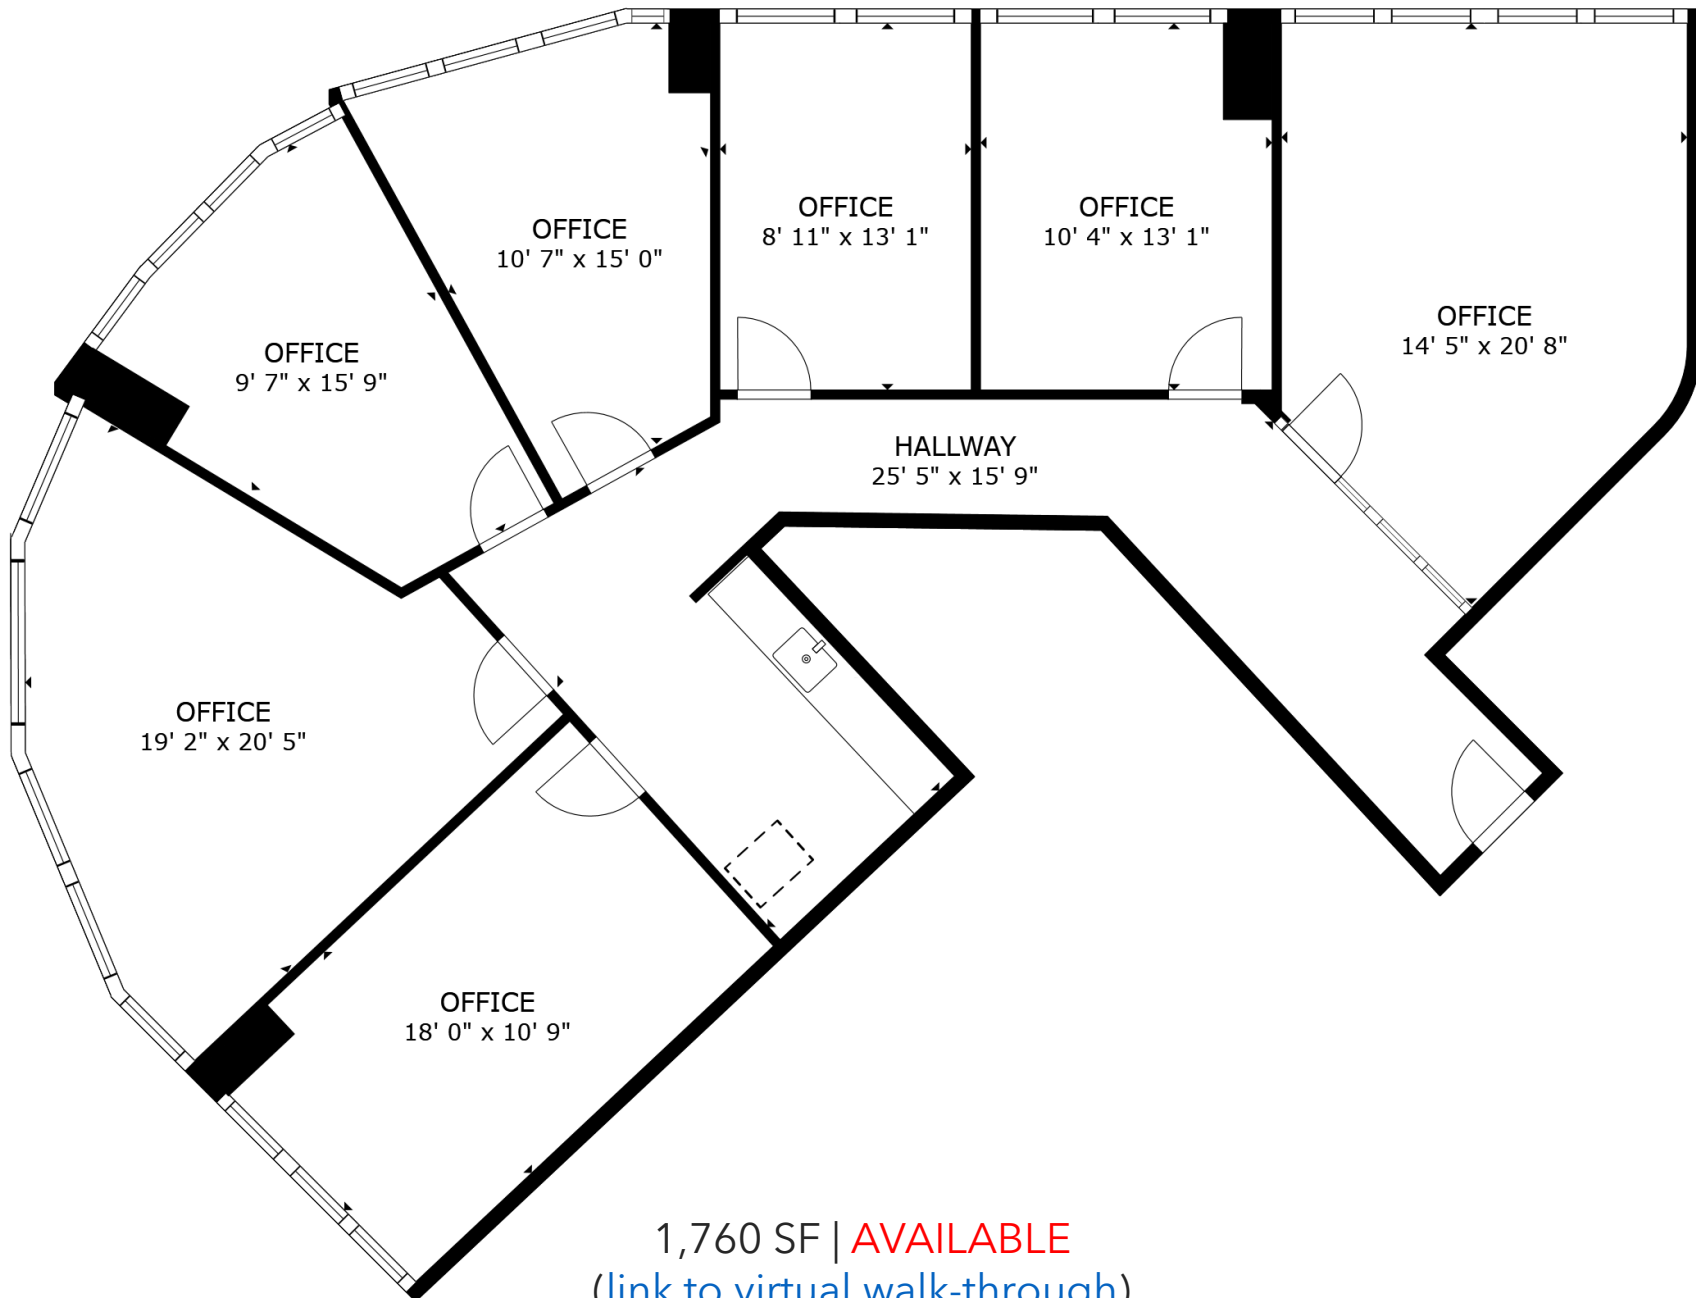 OFFICE
10' 7" x 15' 0"
OFFICE
8' 11" x 13' 1"
OFFICE
10' 4" x 13' 1"
OFFICE
14' 5" x 20' 8"
OFFICE
9' 7" x 15' 9"
HALLWAY
25' 5" x 15' 9"
OFFICE
19' 2" x 20' 5"
OFFICE
18' 0" x 10' 9"
1,760 SF | AVAILABLE
(link to virtual walk-through)